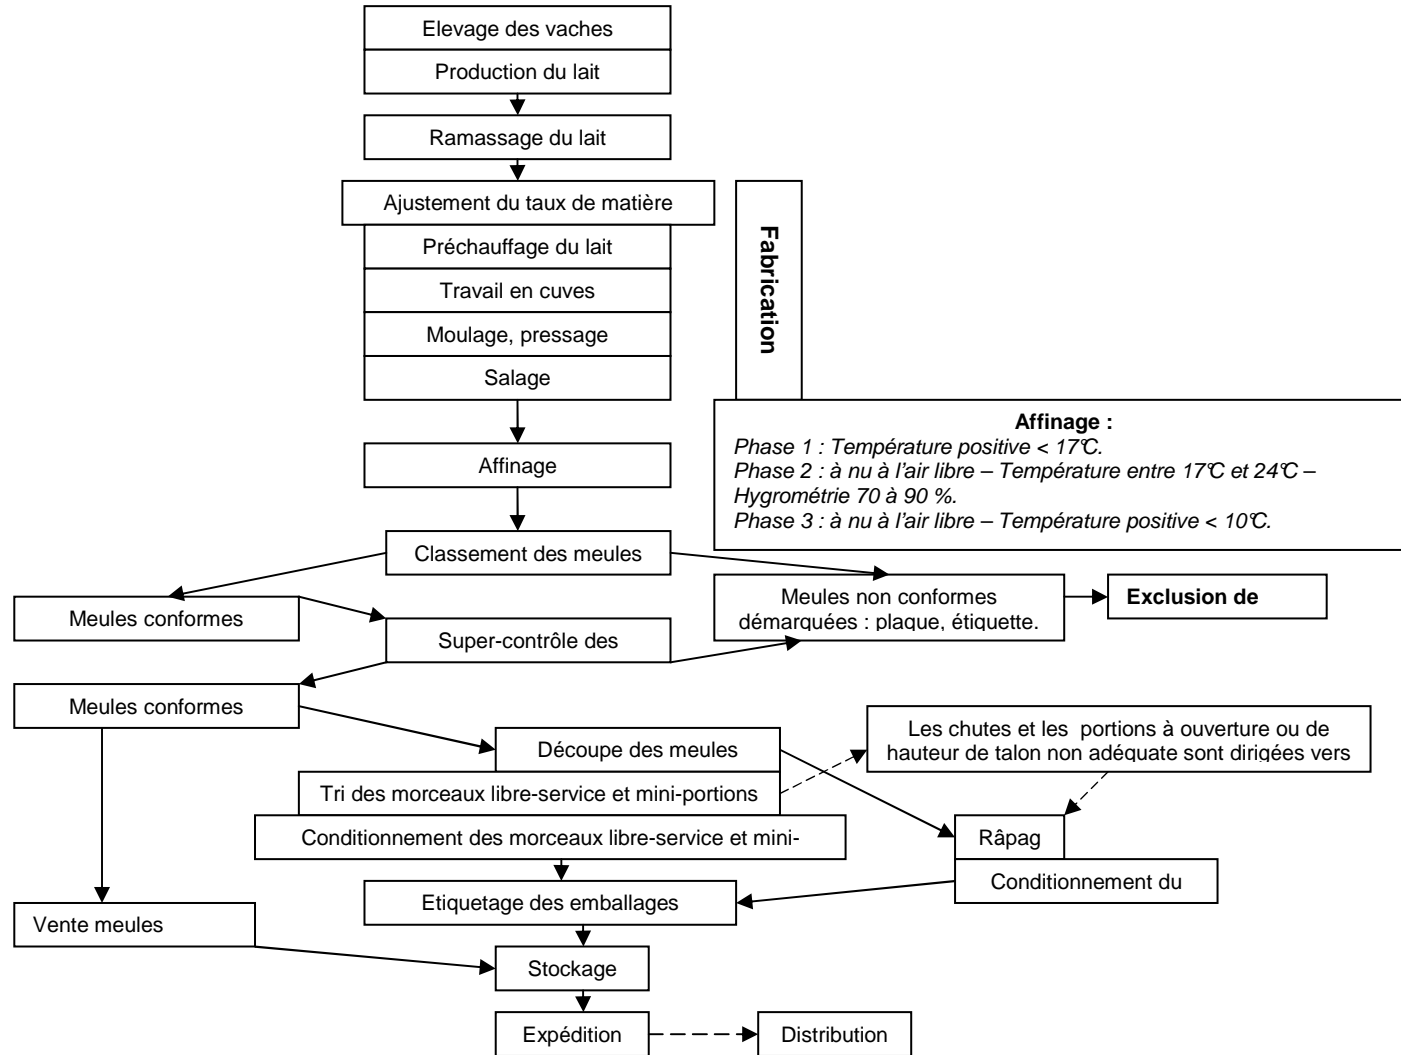 Elevage des vaches
Production du lait
Ramassage du lait
Ajustement du taux de matière
Préchauffage du lait
Travail en cuves
Moulage, pressage
Salage
Fabrication
Affinage :
Phase 1 : Température positive < 17°C.
Phase 2 : à nu à l'air libre – Température entre 17°C et 24°C –
Hygrométrie 70 à 90 %.
Phase 3 : à nu à l'air libre – Température positive < 10°C.
Affinage
Classement des meules
Meules conformes
Meules non conformes
démarquées : plaque, étiquette.
Exclusion de
Super-contrôle des
Meules conformes
Découpe des meules
Les chutes et les  portions à ouverture ou de
hauteur de talon non adéquate sont dirigées vers
Tri des morceaux libre-service et mini-portions
Conditionnement des morceaux libre-service et mini-
Râpag
Conditionnement du
Etiquetage des emballages
Vente meules
Stockage
Expédition
Distribution